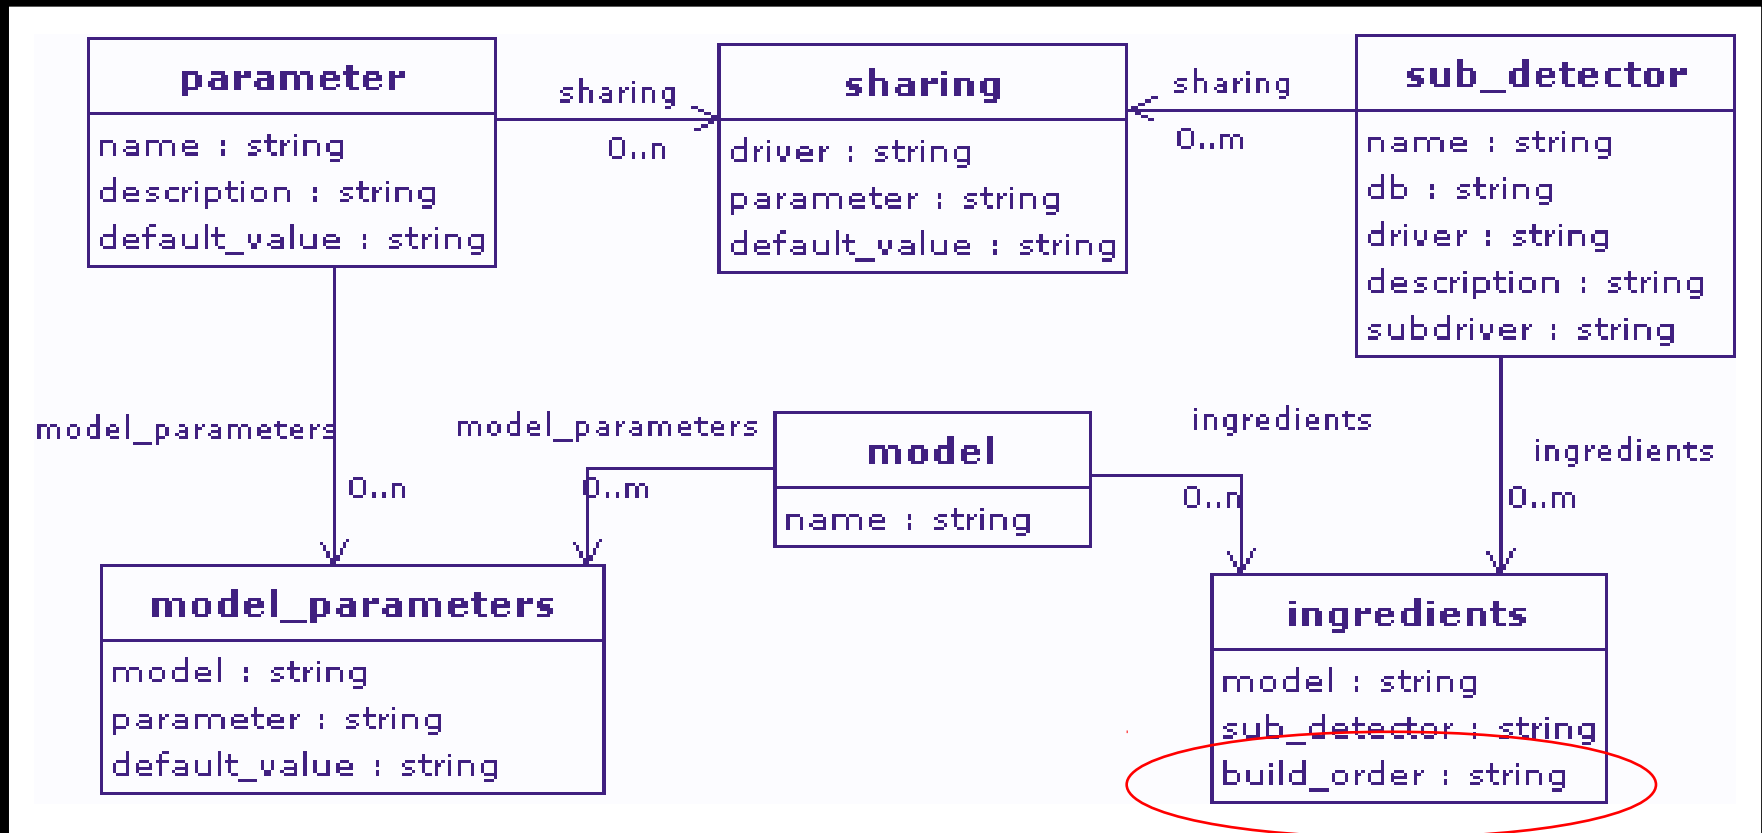 parameter
name : string
description : string
default_value : string
sharing
0..n
sharing
driver : string
parameter : string
default_value : string
sharing
0..m
sub_detector
name : string
db : string
driver : string
description : string
subdriver : string
model_parameters
0..n
model_parameters
0..m
model
name : string
ingredients
0..n
ingredients
0..m
model_parameters
model : string
parameter : string
default_value : string
ingredients
model : string
sub_detector : string
build_order : string